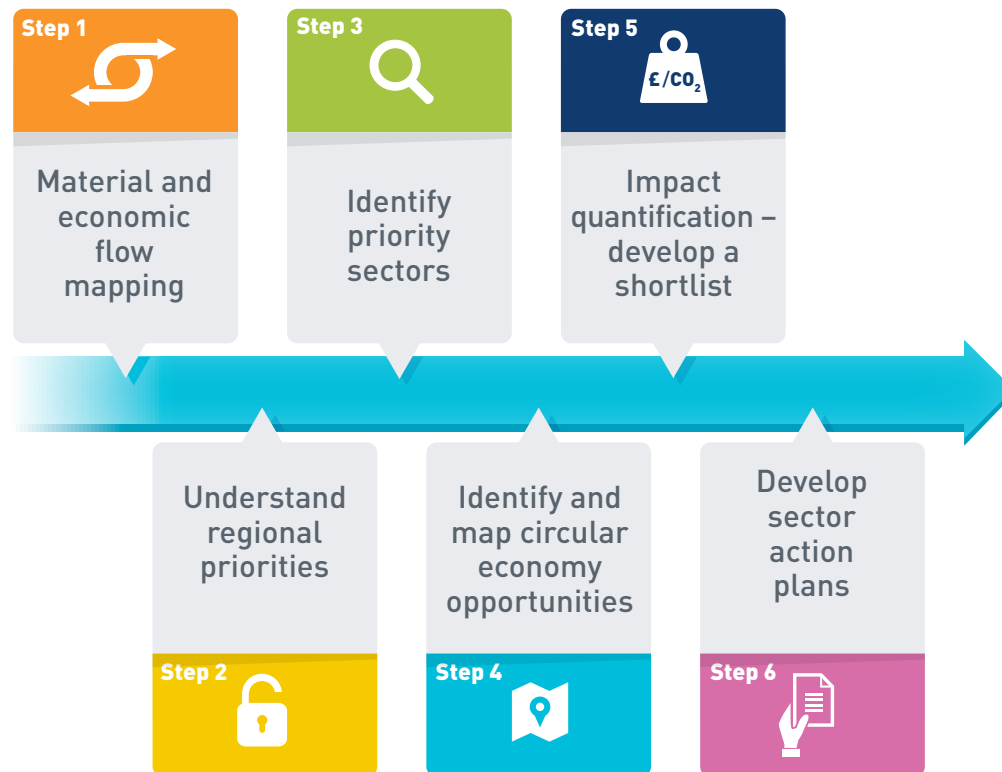 Step 1
Material and
economic
flow
mapping
Step 2
Understand
regional
priorities
Step 3
Identify
priority
sectors
Step 4
Identify and
map circular
economy
opportunities
Step 5
£/CO₂
Impact
quantification –
develop a
shortlist
Step 6
Develop
sector
action
plans